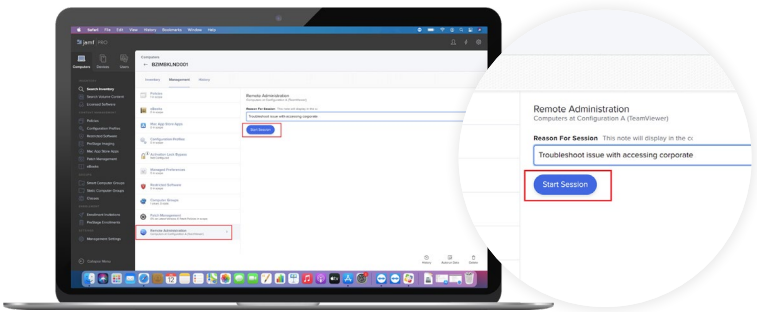 Safari File Edit View History Bookmarks Window Help
jamf PRO
Computers Devices Users
Computers
← BZIMBKLND001
Inventory Management History
Search Inventory
Search Volume Content
Licensed Software
Policies
Configuration Profiles
Restricted Software
PreStage Imaging
Mac App Store Apps
Patch Management
eBooks
Smart Computer Groups
Static Computer Groups
Classes
Enrollment Invitations
PreStage Enrollments
Management Settings
Collapse Menu
Policies
eBooks
Mac App Store Apps
Configuration Profiles
Activation Lock Bypass
Managed Preferences
Restricted Software
Computer Groups
Patch Management
Remote Administration
Computers at Configuration A (TeamViewer)
Remote Administration
Computers at Configuration A (TeamViewer)
Reason For Session This note will display in the c
Troubleshoot issue with accessing corporate
Start Session
History
Delete
Remote Administration
Computers at Configuration A (TeamViewer)
Reason For Session This note will display in the
Troubleshoot issue with accessing corporate
Start Session